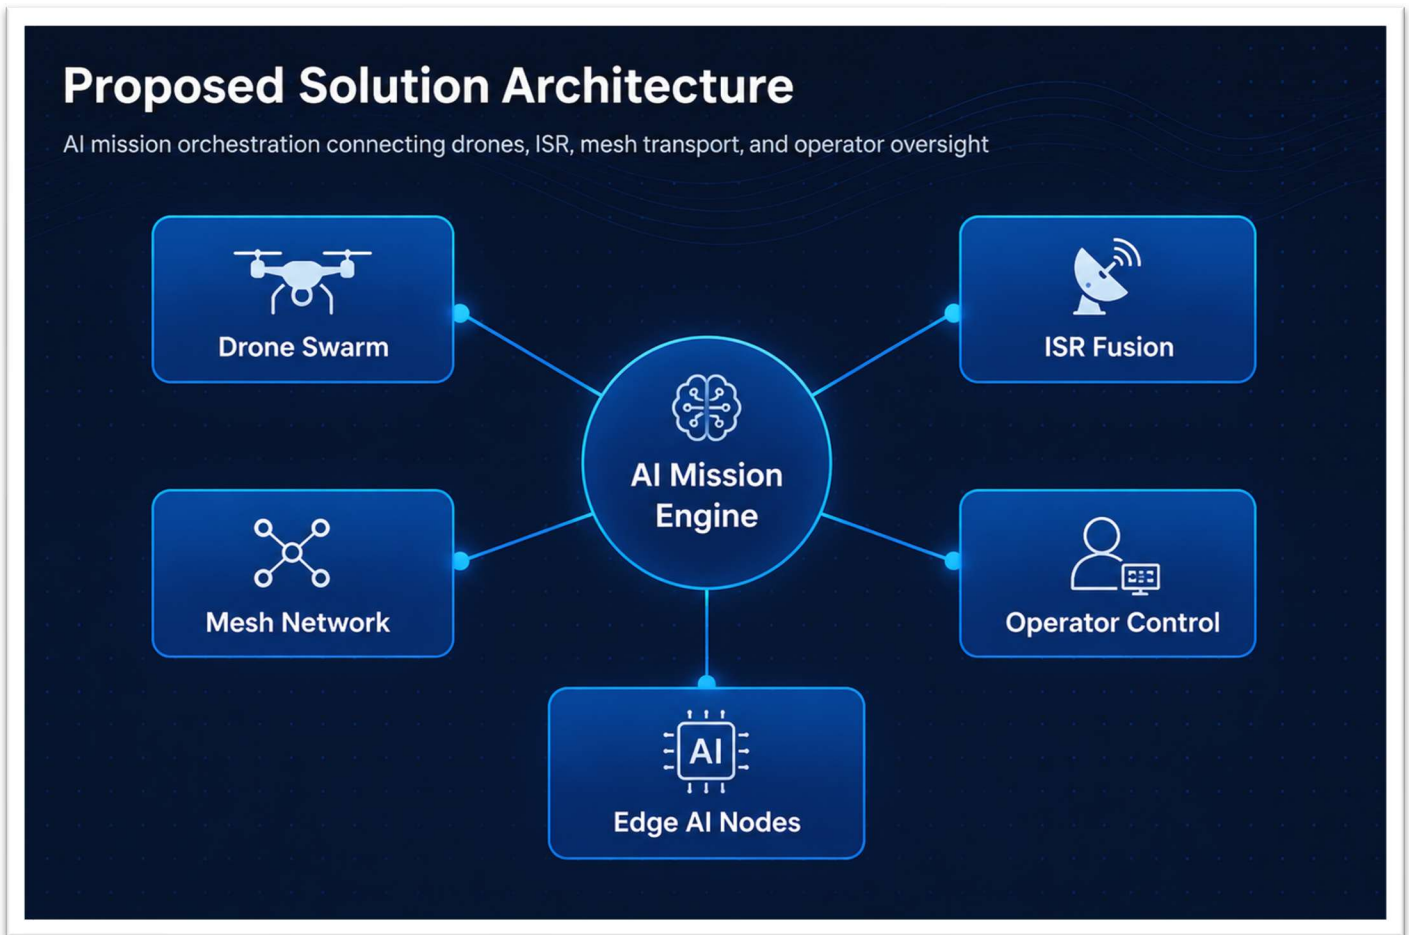 Proposed Solution Architecture
AI mission orchestration connecting drones, ISR, mesh transport, and operator oversight
Drone Swarm
ISR Fusion
AI Mission
Engine
Mesh Network
Operator Control
AI
Edge AI Nodes